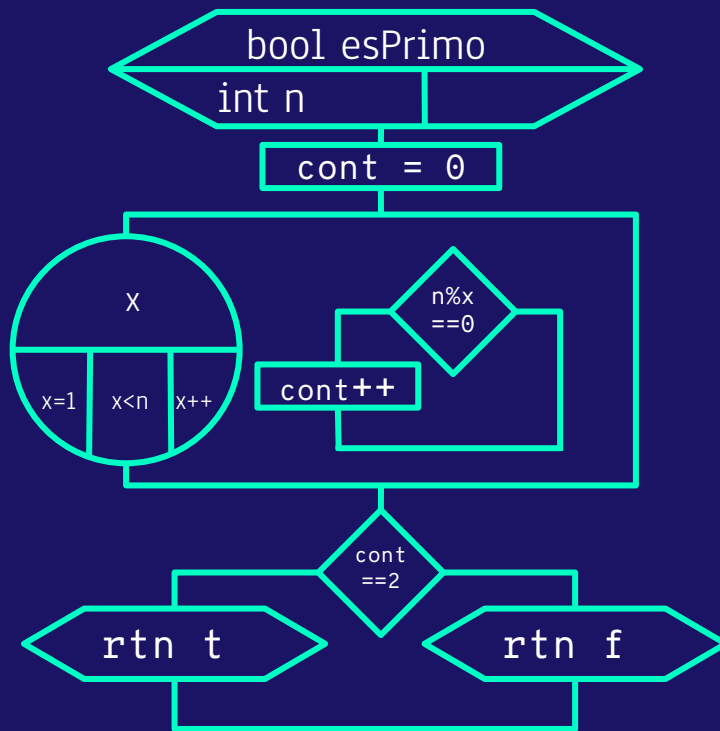 bool esPrimo
int n
cont = 0
X
x=1
x<n
x++
n%x
==0
cont++
cont
==2
rtn t
rtn f